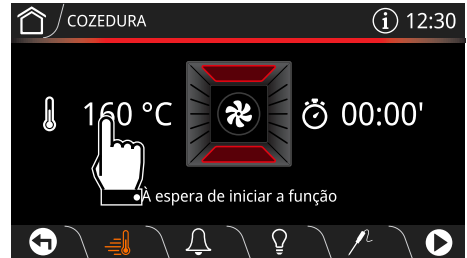 COZEDURA
i 12:30
160 °C
00:00'
À espera de iniciar a função